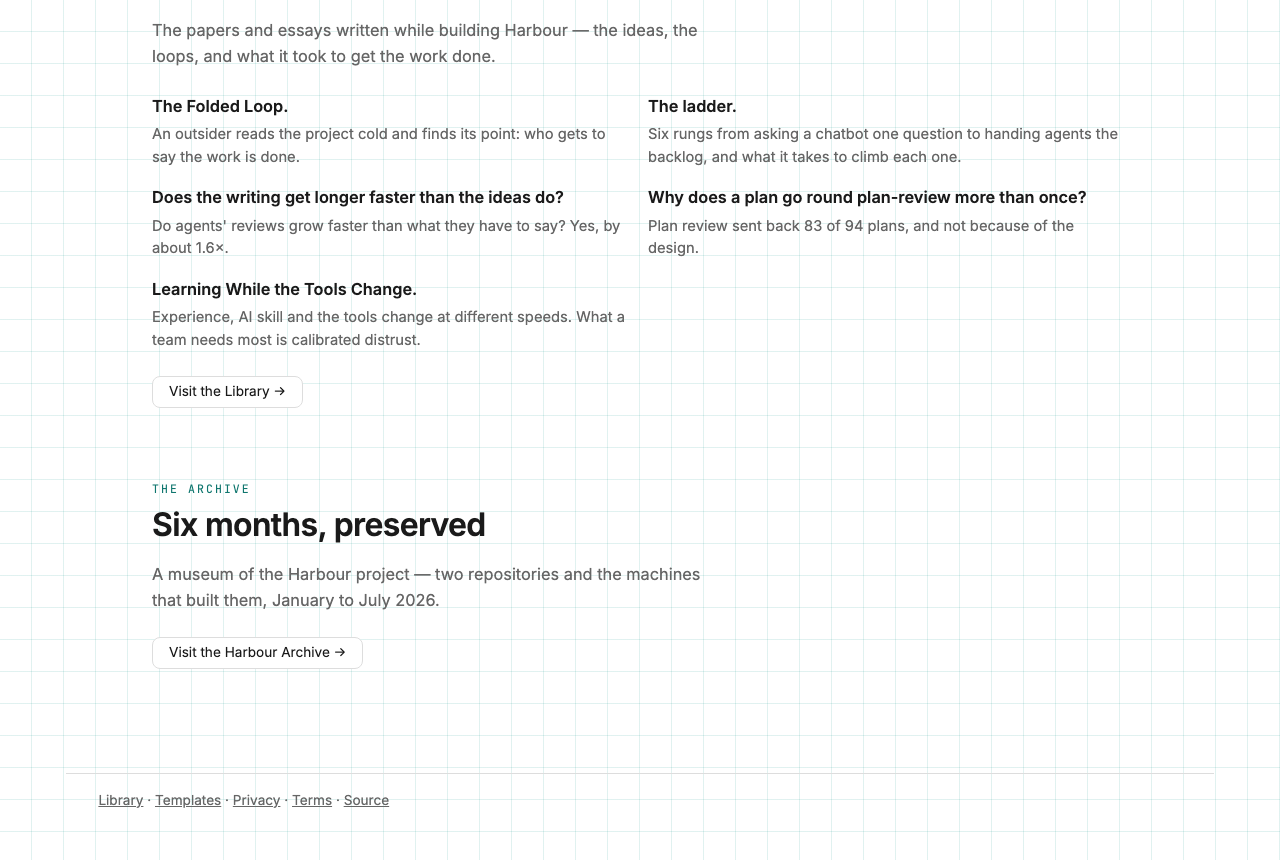 The papers and essays written while building Harbour — the ideas, the
loops, and what it took to get the work done.
The Folded Loop.
An outsider reads the project cold and finds its point: who gets to
say the work is done.
The ladder.
Six rungs from asking a chatbot one question to handing agents the
backlog, and what it takes to climb each one.
Does the writing get longer faster than the ideas do?
Do agents' reviews grow faster than what they have to say? Yes, by
about 1.6×.
Why does a plan go round plan-review more than once?
Plan review sent back 83 of 94 plans, and not because of the
design.
Learning While the Tools Change.
Experience, AI skill and the tools change at different speeds. What a
team needs most is calibrated distrust.
Visit the Library →
THE ARCHIVE
Six months, preserved
A museum of the Harbour project — two repositories and the machines
that built them, January to July 2026.
Visit the Harbour Archive →
Library · Templates · Privacy · Terms · Source